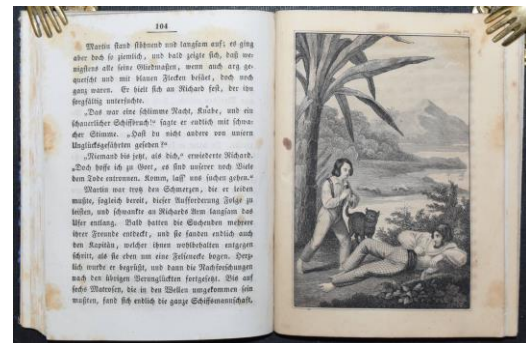 104
Martin stand stöhnend und langsam auf; es ging
aber doch so ziemlich, und bald zeigte sich, daß we-
nigstens alle seine Gliedmassen, wenn auch arg ge-
quetscht und mit blauen Flecken besäet, doch noch
ganz waren. Er hielt sich an Richard fest, der ihn
sorgfältig untersuchte.
„Das war eine schlimme Nacht, Knabe, und ein
schauerlicher Schiffbruch!“ sagte er endlich mit schwa-
cher Stimme. „Hast du nicht andere von unsern
Unglücksgefährten gesehen?“
„Niemand bis jetzt, als dich,“ erwiederte Richard.
„Doch hoffe ich zu Gott, es sind unserer noch Viele
dem Tode entronnen. Komm, lass' uns suchen gehen.“
Martin war trotz den Schmerzen, die er leiden
mußte, sogleich bereit, dieser Aufforderung Folge zu
leisten, und schwankte an Richards Arm langsam das
Ufer entlang. Bald hatten die Suchenden mehrere
ihrer Freunde entdeckt, und sie fanden endlich auch
den Kapitän, welcher ihnen wohlbehalten entgegen
schritt, als sie eben um eine Felsenecke bogen. Herz-
lich wurde er begrüßt, und dann die Nachforschungen
nach den übrigen Verunglückten fortgesetzt. Bis auf
sechs Matrosen, die in den Wellen umgekommen sein
mußten, fand sich endlich die ganze Schiffsmannschaft.